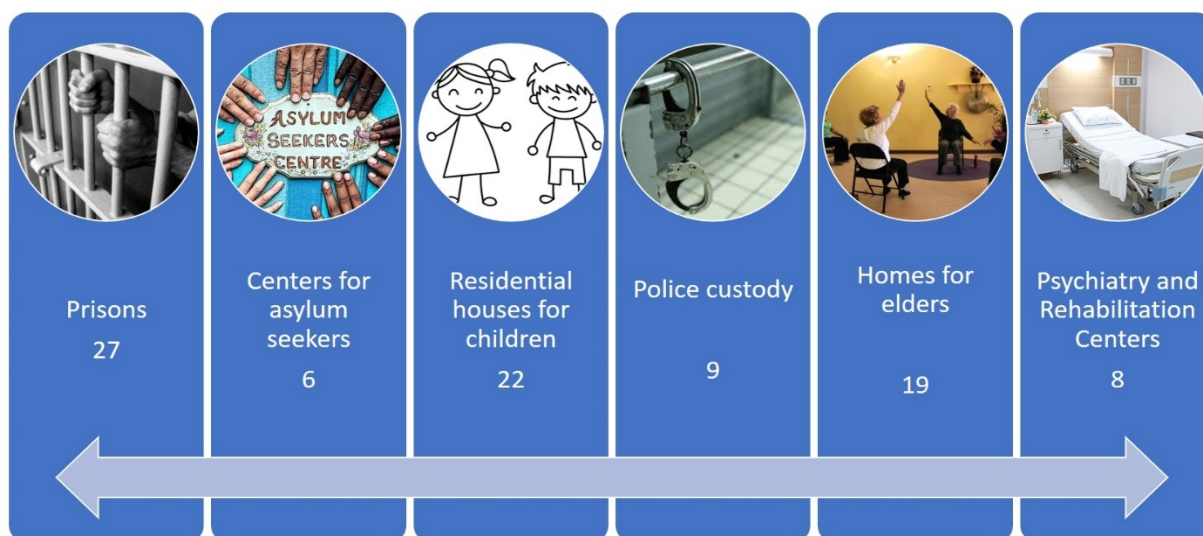 ASYLUM
SEEKERS
CENTRE
Prisons
27
Centers for
asylum
seekers
6
Residential
houses for
children
22
Police custody
9
Homes for
elders
19
Psychiatry and
Rehabilitation
Centers
8